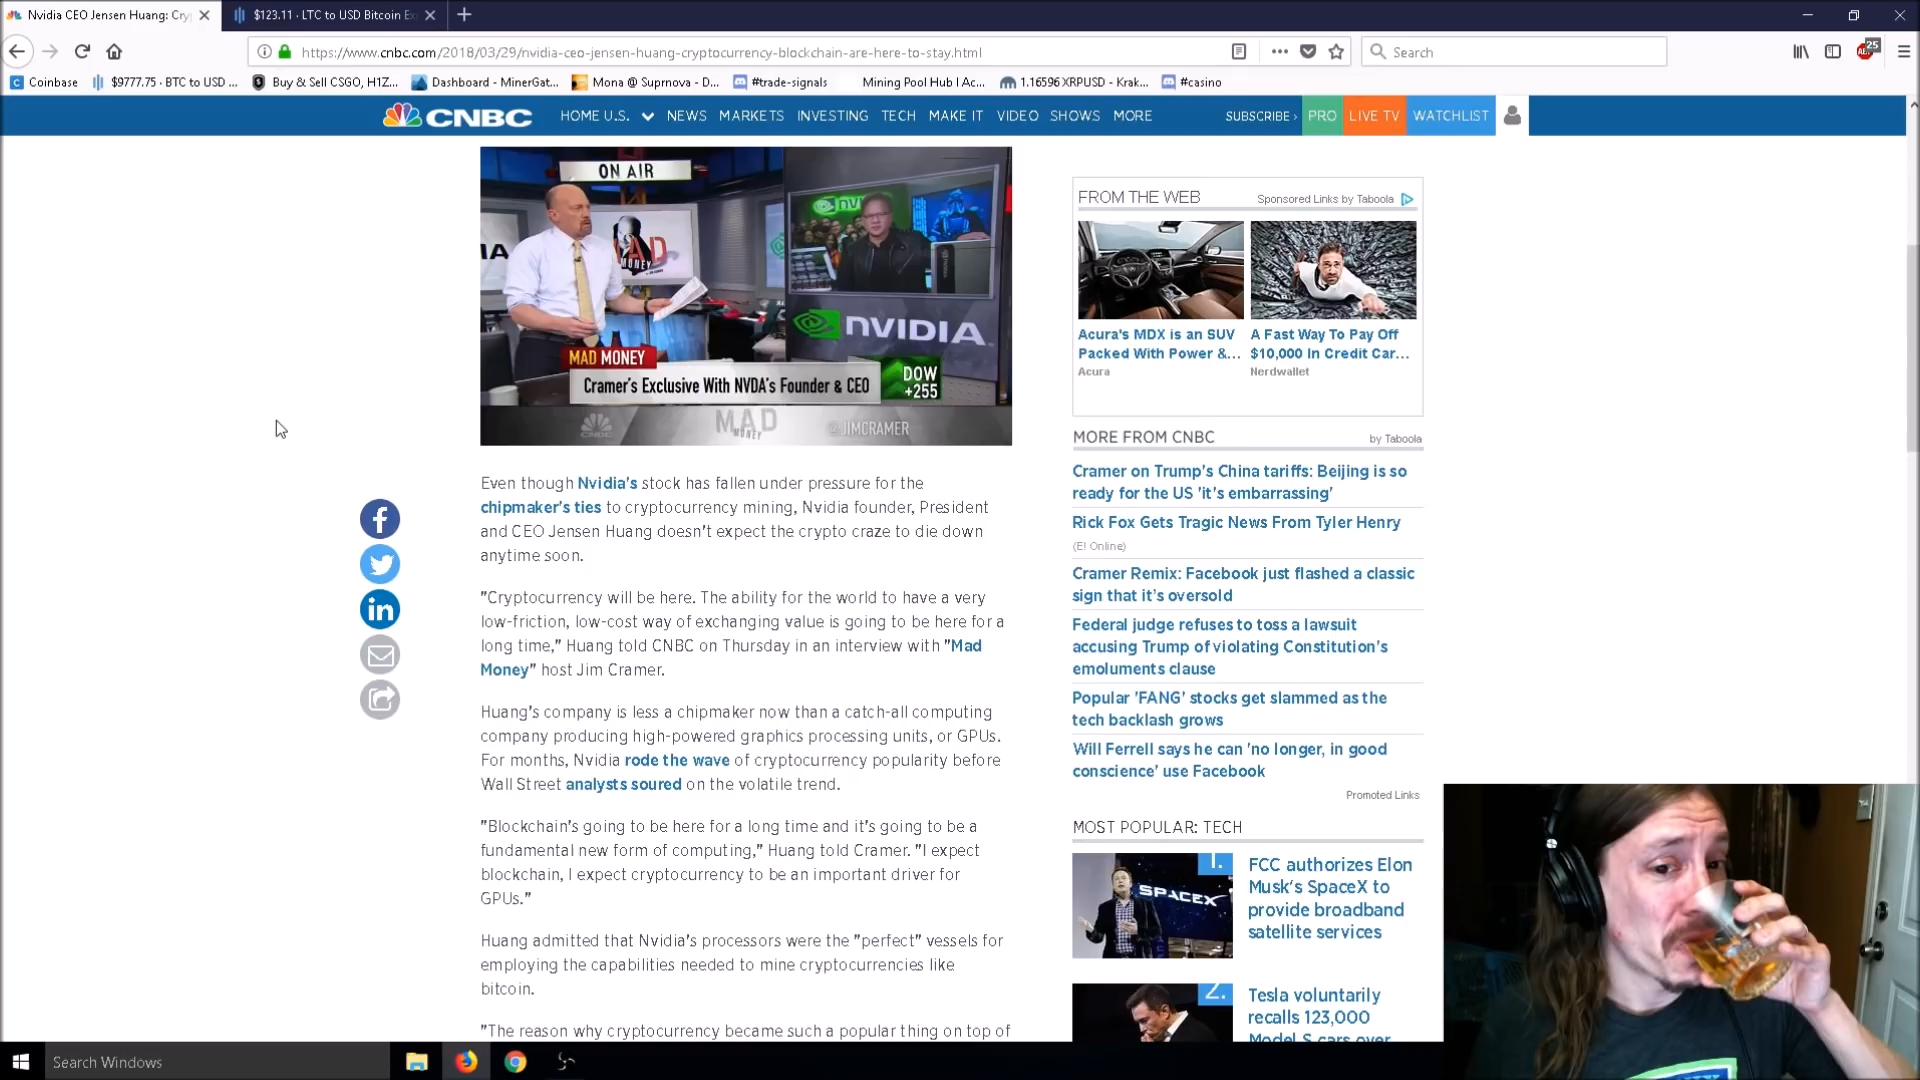 Nvidia CEO Jensen Huang: Cry
$123.11 · LTC to USD Bitcoin Ex
https://www.cnbc.com/2018/03/29/nvidia-ceo-jensen-huang-cryptocurrency-blockchain-are-here-to-stay.html
Search
25
Coinbase
$9777.75 · BTC to USD ...
Buy & Sell CSGO, H1Z...
Dashboard - MinerGat...
Mona @ Suprnova - D...
#trade-signals
Mining Pool Hub | Ac...
1.16596 XRPUSD - Krak...
#casino
CNBC
HOME U.S.
NEWS
MARKETS
INVESTING
TECH
MAKE IT
VIDEO
SHOWS
MORE
SUBSCRIBE ›
PRO
LIVE TV
WATCHLIST
ON AIR
MAD
NVIDIA
MAD MONEY
Cramer's Exclusive With NVDA's Founder & CEO
DOW
+255
CNBC
MAD
MONEY
@JIMCRAMER
Even though Nvidia's stock has fallen under pressure for the
chipmaker's ties to cryptocurrency mining, Nvidia founder, President
and CEO Jensen Huang doesn't expect the crypto craze to die down
anytime soon.
"Cryptocurrency will be here. The ability for the world to have a very
low-friction, low-cost way of exchanging value is going to be here for a
long time," Huang told CNBC on Thursday in an interview with "Mad
Money" host Jim Cramer.
Huang's company is less a chipmaker now than a catch-all computing
company producing high-powered graphics processing units, or GPUs.
For months, Nvidia rode the wave of cryptocurrency popularity before
Wall Street analysts soured on the volatile trend.
"Blockchain's going to be here for a long time and it's going to be a
fundamental new form of computing," Huang told Cramer. "I expect
blockchain, I expect cryptocurrency to be an important driver for
GPUs."
Huang admitted that Nvidia's processors were the "perfect" vessels for
employing the capabilities needed to mine cryptocurrencies like
bitcoin.
"The reason why cryptocurrency became such a popular thing on top of
FROM THE WEB
Sponsored Links by Taboola
Acura's MDX is an SUV
Packed With Power &...
Acura
A Fast Way To Pay Off
$10,000 In Credit Car...
Nerdwallet
MORE FROM CNBC
by Taboola
Cramer on Trump's China tariffs: Beijing is so
ready for the US 'it's embarrassing'
Rick Fox Gets Tragic News From Tyler Henry
(E! Online)
Cramer Remix: Facebook just flashed a classic
sign that it's oversold
Federal judge refuses to toss a lawsuit
accusing Trump of violating Constitution's
emoluments clause
Popular 'FANG' stocks get slammed as the
tech backlash grows
Will Ferrell says he can 'no longer, in good
conscience' use Facebook
Promoted Links
MOST POPULAR: TECH
1.
SPACEX
FCC authorizes Elon
Musk's SpaceX to
provide broadband
satellite services
2.
Tesla voluntarily
recalls 123,000
Model S cars over
Search Windows